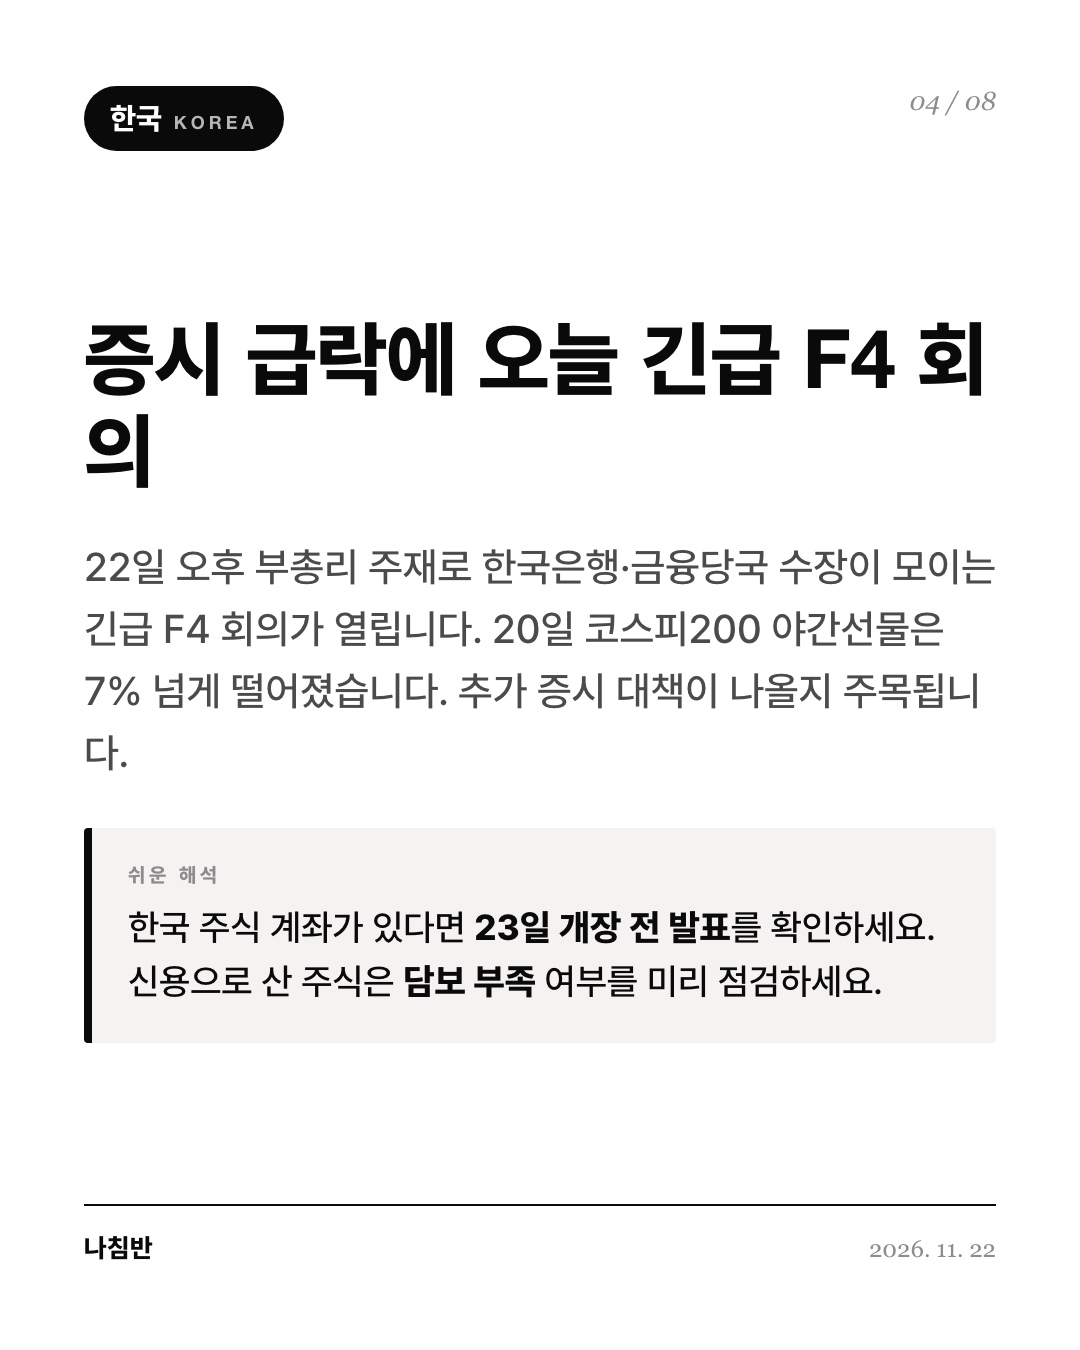 한국 KOREA
04 / 08
증시 급락에 오늘 긴급 F4 회
의
22일 오후 부총리 주재로 한국은행·금융당국 수장이 모이는
긴급 F4 회의가 열립니다. 20일 코스피200 야간선물은
7% 넘게 떨어졌습니다. 추가 증시 대책이 나올지 주목됩니
다.
쉬운 해석
한국 주식 계좌가 있다면 23일 개장 전 발표를 확인하세요.
신용으로 산 주식은 담보 부족 여부를 미리 점검하세요.
나침반
2026. 11. 22